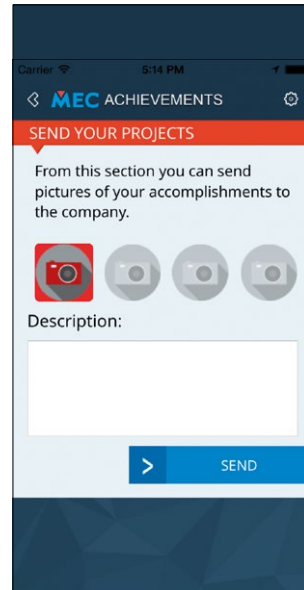 Carrier 5:14 PM
MEC ACHIEVEMENTS
SEND YOUR PROJECTS
From this section you can send
pictures of your accomplishments to
the company.
Description:
> SEND